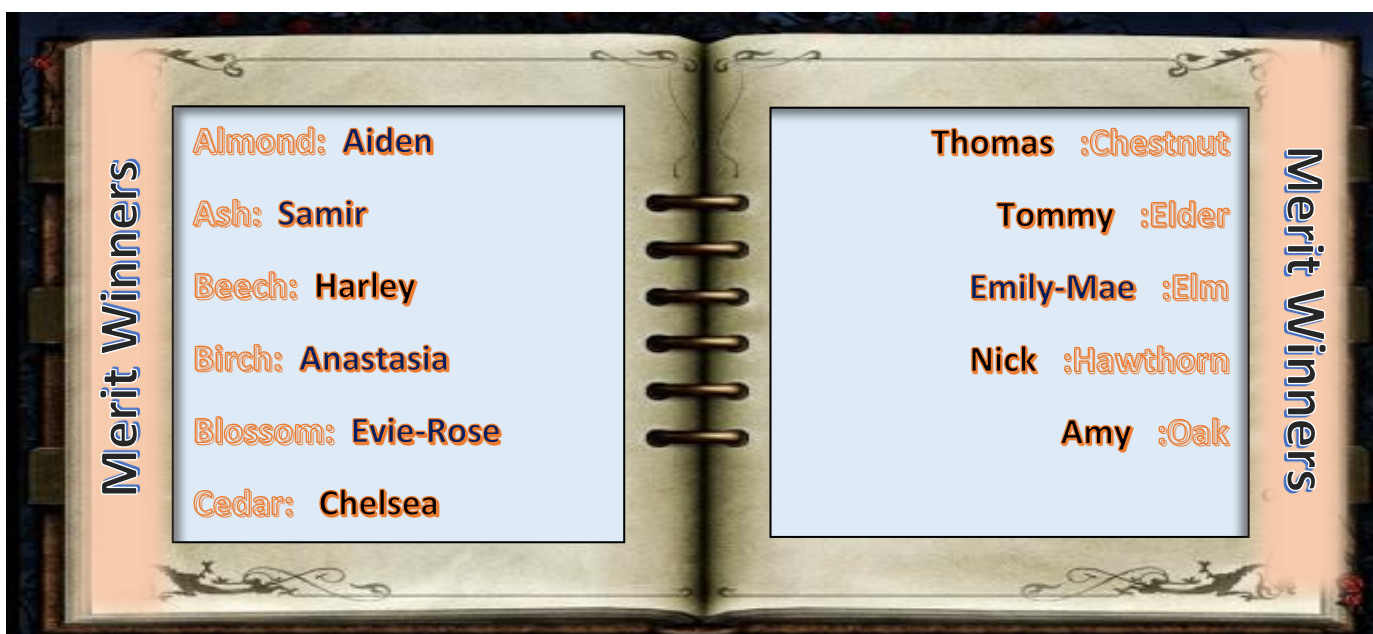 Merit Winners
Almond: Aiden
Ash: Samir
Beech: Harley
Birch: Anastasia
Blossom: Evie-Rose
Cedar: Chelsea
Thomas :Chestnut
Tommy :Elder
Emily-Mae :Elm
Nick :Hawthorn
Amy :Oak
Merit Winners